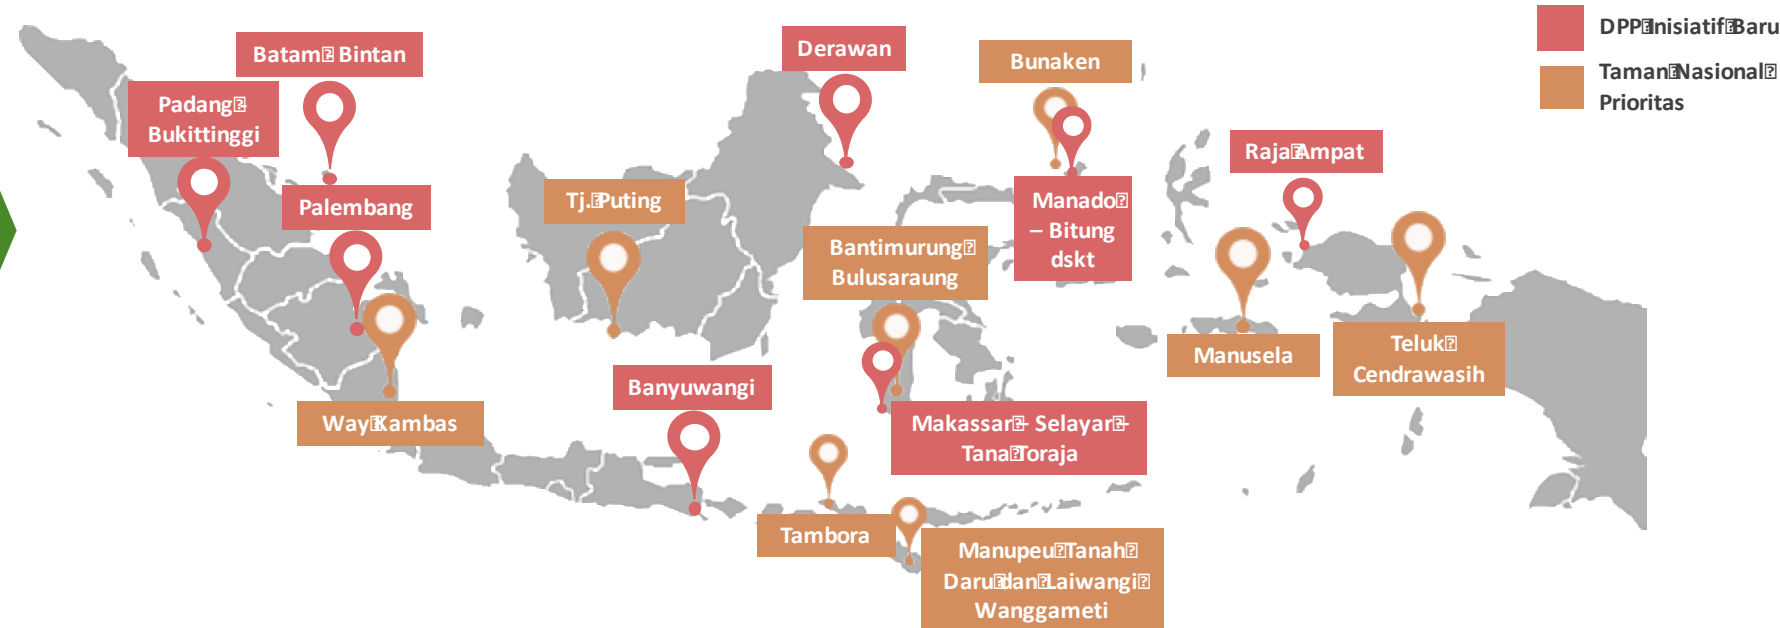 DPP Inisiatif Baru
Taman Nasional
Prioritas
Batam Bintan
Padang -
Bukittinggi
Palembang
Way Kambas
Tj. Puting
Derawan
Banyuwangi
Bunaken
Manado
– Bitung
dskt
Bantimurung
Bulusaraung
Makassar – Selayar –
Tana Toraja
Tambora
Manupeu Tanah
Daru dan Laiwangi
Wanggameti
Raja Ampat
Manusela
Teluk
Cendrawasih